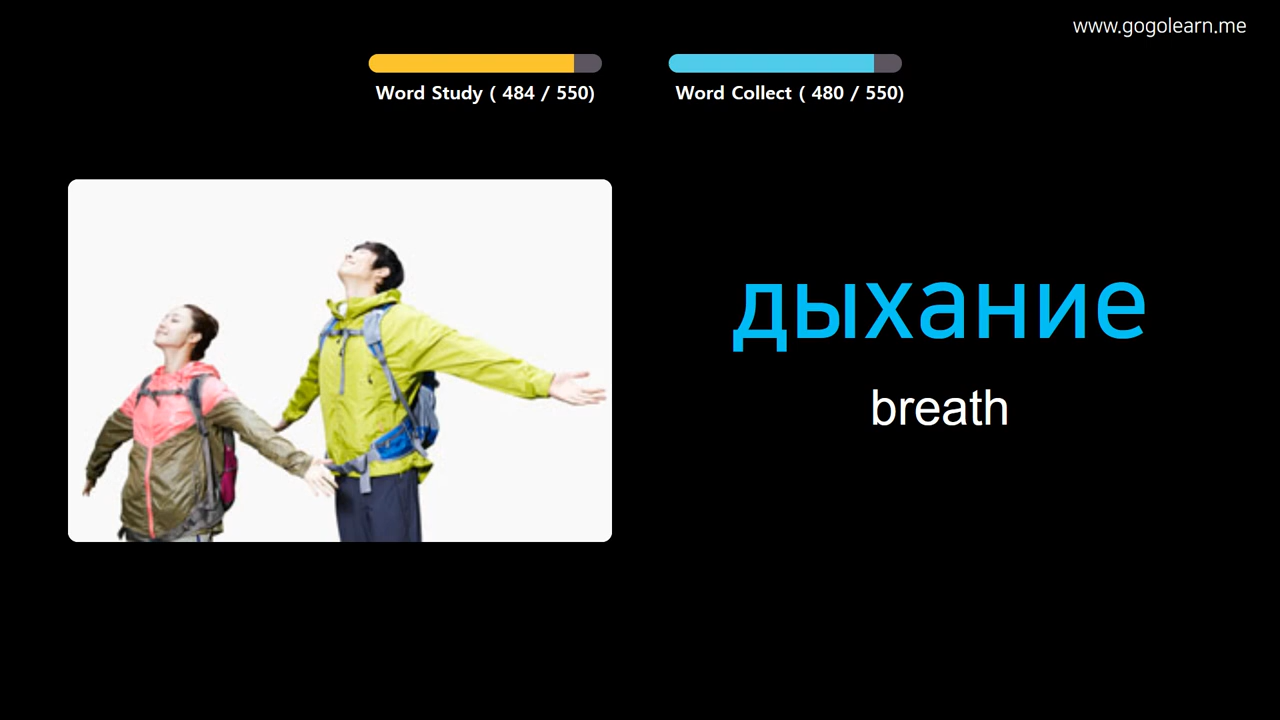 www.gogolearn.me
Word Study ( 484 / 550)
Word Collect ( 480 / 550)
дыхание
breath